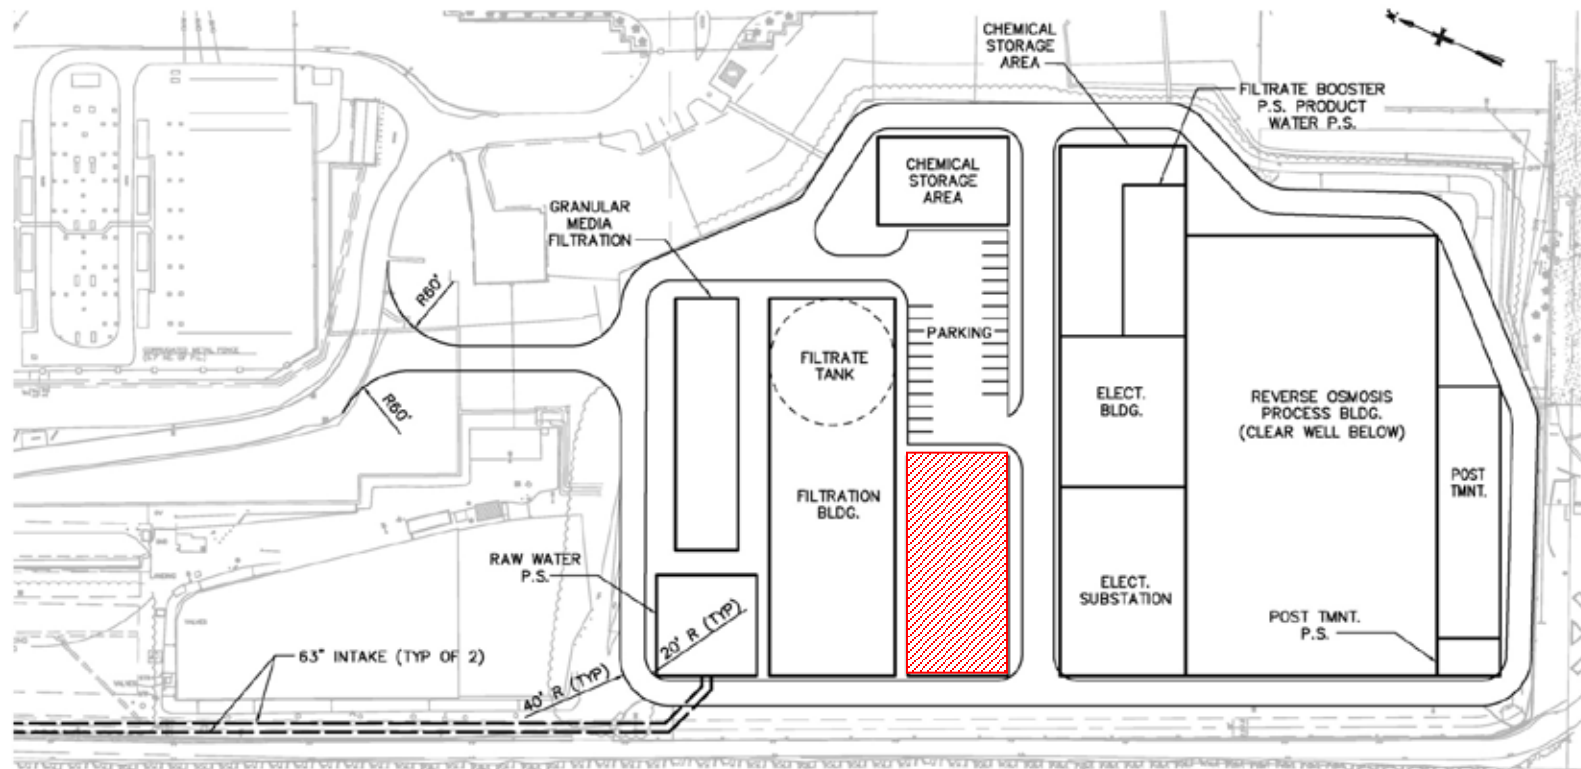 CHEMICAL
STORAGE
AREA
FILTRATE BOOSTER
P.S. PRODUCT
WATER P.S.
CHEMICAL
STORAGE
AREA
GRANULAR
MEDIA
FILTRATION
R60'
PARKING
FILTRATE
TANK
R60'
ELECT.
BLDG.
REVERSE OSMOSIS
PROCESS BLDG.
(CLEAR WELL BELOW)
POST
TMNT.
FILTRATION
BLDG.
RAW WATER
P.S.
ELECT.
SUBSTATION
20' R (TYP)
POST TMNT.
P.S.
63" INTAKE (TYP OF 2)
40' R (TYP)